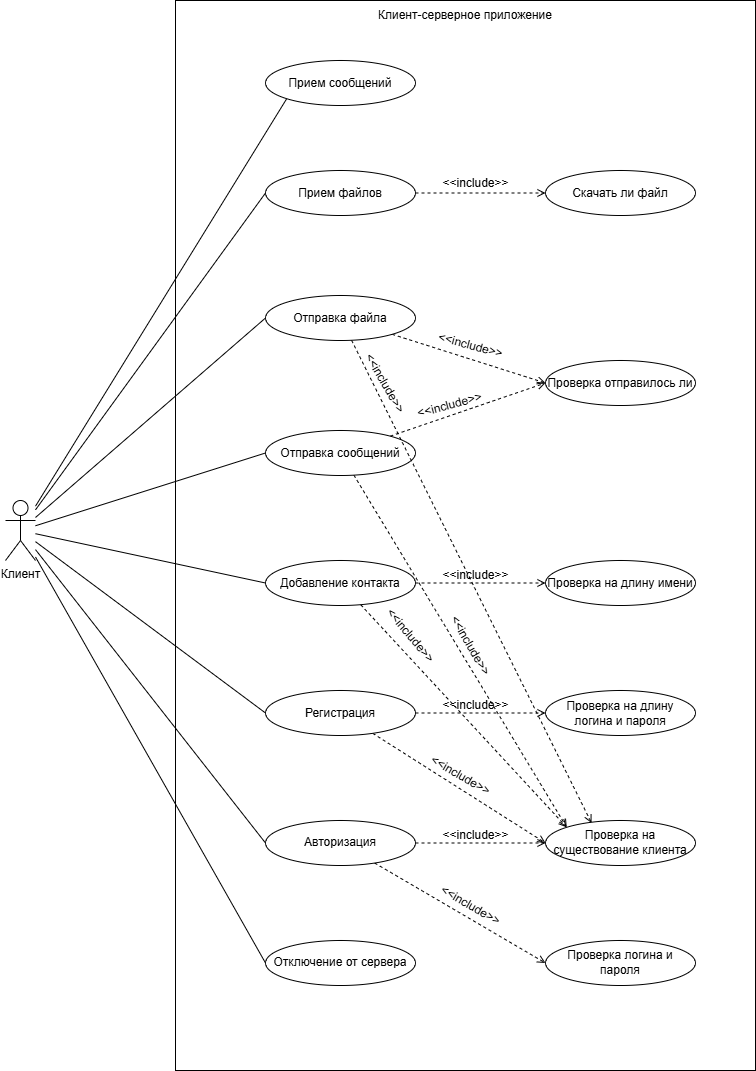 Клиент-серверное приложение
Прием сообщений
Прием файлов
<<include>>
Скачать ли файл
Отправка файла
<<include>>
<<include>>
Проверка отправилось ли
<<include>>
Отправка сообщений
Клиент
Добавление контакта
<<include>>
Проверка на длину имени
<<include>>
<<include>>
Регистрация
<<include>>
Проверка на длину
логина и пароля
<<include>>
Авторизация
<<include>>
Проверка на
существование клиента
<<include>>
Отключение от сервера
Проверка логина и
пароля